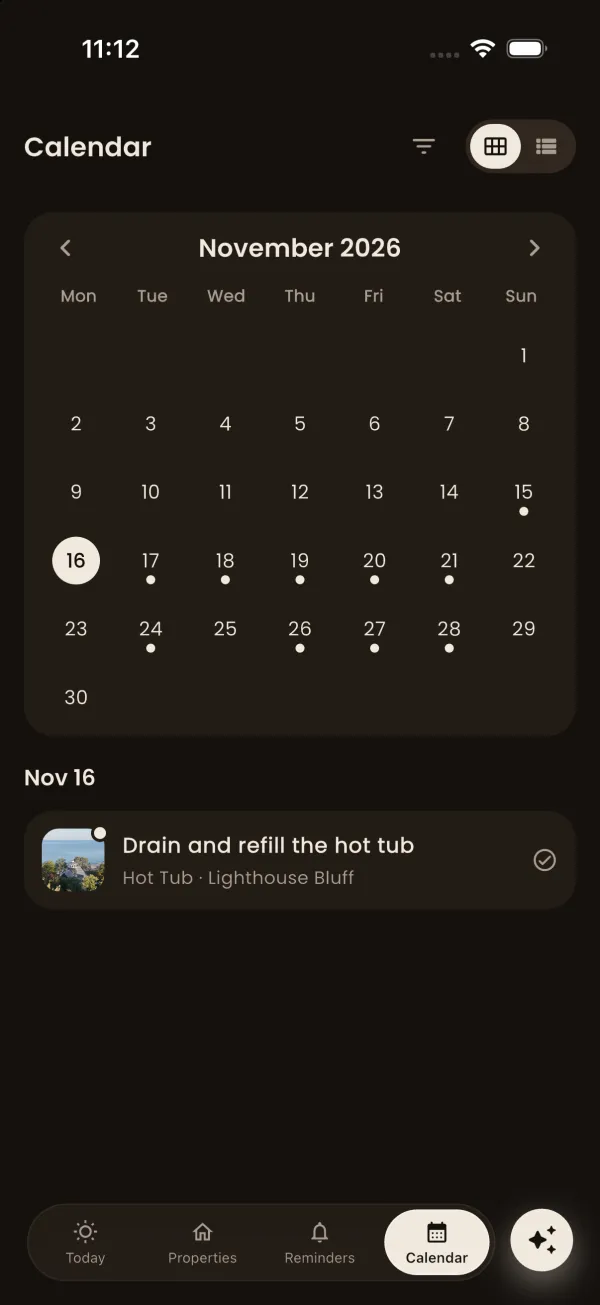 11:12
Calendar
November 2026
Mon Tue Wed Thu Fri Sat Sun
1
2 3 4 5 6 7 8
9 10 11 12 13 14 15
16 17 18 19 20 21 22
23 24 25 26 27 28 29
30
Nov 16
Drain and refill the hot tub
Hot Tub · Lighthouse Bluff
Today Properties Reminders Calendar